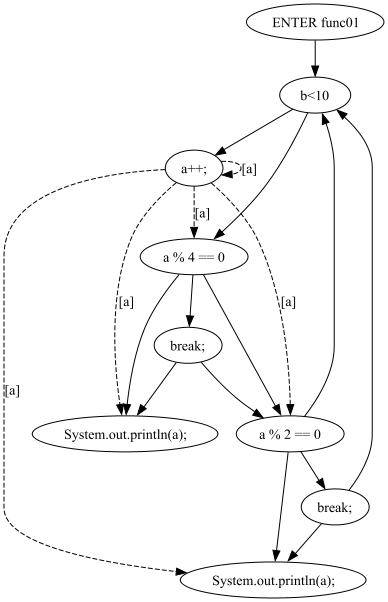 ENTER func01
b<10
a++;
[a]
[a]
a % 4 == 0
[a]
[a]
break;
[a]
System.out.println(a);
a % 2 == 0
break;
System.out.println(a);